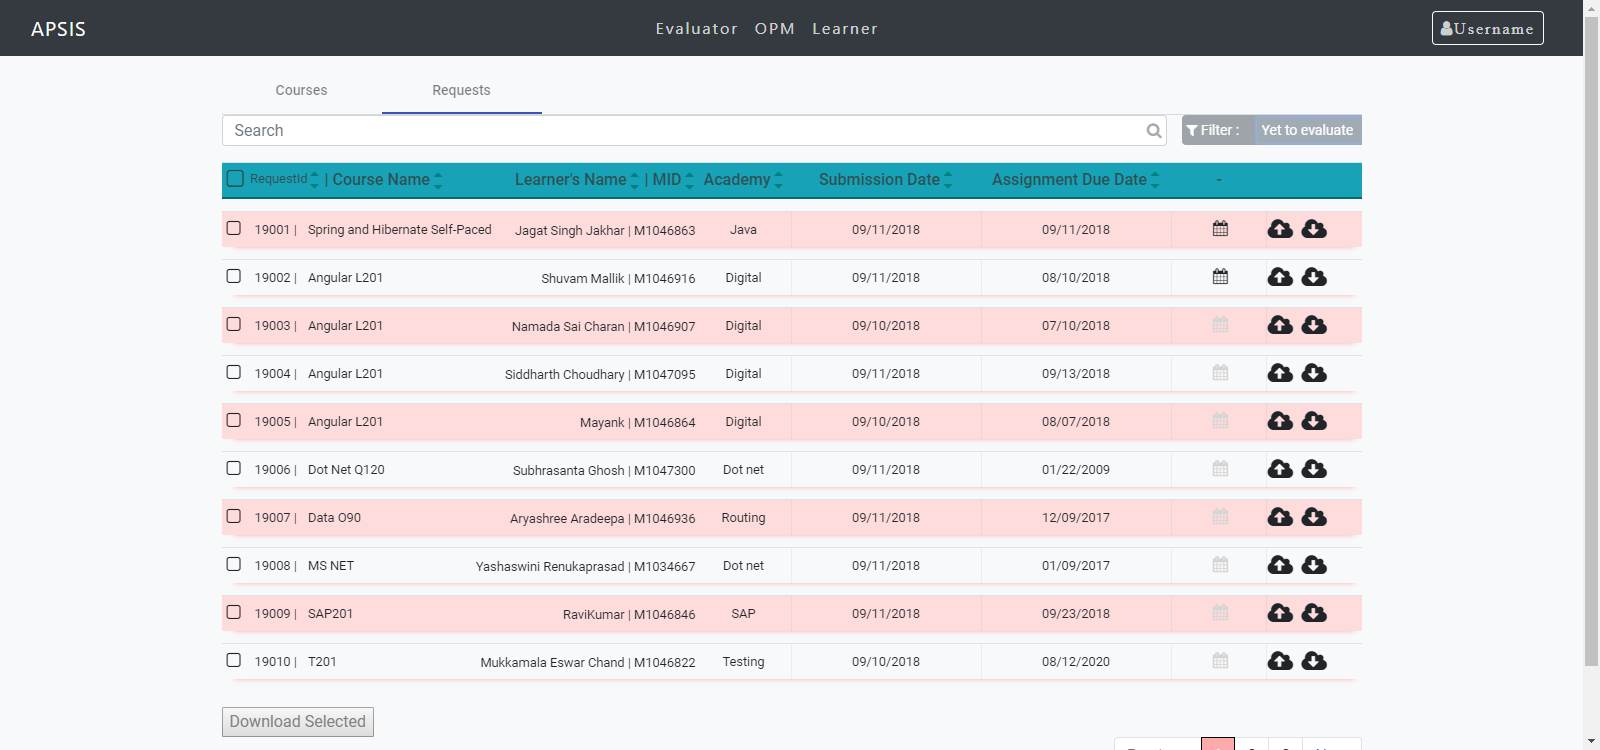 APSIS Evaluator OPM Learner Username
Courses Requests
Search Filter : Yet to evaluate
RequestId | Course Name Learner's Name | MID Academy Submission Date Assignment Due Date -
19001 | Spring and Hibernate Self-Paced Jagat Singh Jakhar | M1046863 Java 09/11/2018 09/11/2018
19002 | Angular L201 Shuvam Mallik | M1046916 Digital 09/11/2018 08/10/2018
19003 | Angular L201 Namada Sai Charan | M1046907 Digital 09/10/2018 07/10/2018
19004 | Angular L201 Siddharth Choudhary | M1047095 Digital 09/11/2018 09/13/2018
19005 | Angular L201 Mayank | M1046864 Digital 09/10/2018 08/07/2018
19006 | Dot Net Q120 Subhrasanta Ghosh | M1047300 Dot net 09/11/2018 01/22/2009
19007 | Data O90 Aryashree Aradeepa | M1046936 Routing 09/11/2018 12/09/2017
19008 | MS NET Yashaswini Renukaprasad | M1034667 Dot net 09/11/2018 01/09/2017
19009 | SAP201 RaviKumar | M1046846 SAP 09/11/2018 09/23/2018
19010 | T201 Mukkamala Eswar Chand | M1046822 Testing 09/10/2018 08/12/2020
Download Selected